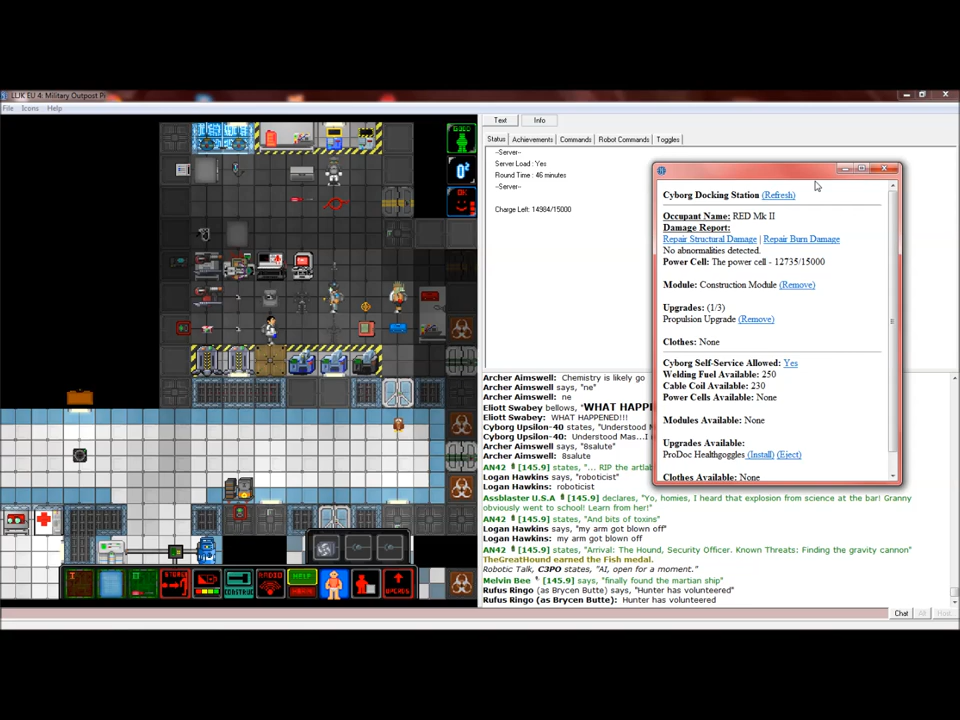 LLJK EU 4: Military Outpost Pi
File Icons Help
Text Info
Status Achievements Commands Robot Commands Toggles
--Server--
Server Load : Yes
Round Time : 46 minutes
--Server--
Charge Left: 14984/15000
Cyborg Docking Station (Refresh)
Occupant Name: RED Mk II
Damage Report:
Repair Structural Damage | Repair Burn Damage
No abnormalities detected.
Power Cell: The power cell - 12735/15000
Module: Construction Module (Remove)
Upgrades: (1/3)
Propulsion Upgrade (Remove)
Clothes: None
Cyborg Self-Service Allowed: Yes
Welding Fuel Available: 250
Cable Coil Available: 230
Power Cells Available: None
Modules Available: None
Upgrades Available:
ProDoc Healthgoggles (Install) (Eject)
Clothes Available: None
Archer Aimswell: Chemistry is likely go
Archer Aimswell says, "ne"
Archer Aimswell: ne
Eliott Swabey bellows, "WHAT HAPP
Eliott Swabey: WHAT HAPPENED!!!
Cyborg Upsilon-40 states, "Understood M
Cyborg Upsilon-40: Understood Mas...I
Archer Aimswell says, "8salute"
Archer Aimswell: 8salute
AN42 [145.9] states, "... RIP the artlab
Logan Hawkins says, "roboticist"
Logan Hawkins: roboticist
Assblaster U.S.A [145.9] declares, "Yo, homies, I heard that explosion from science at the bar! Granny
obviously went to school! Learn from her!"
AN42 [145.9] states, "And bits of toxins"
Logan Hawkins says, "my arm got blown off"
Logan Hawkins: my arm got blown off
AN42 [145.9] states, "Arrival: The Hound, Security Officer. Known Threats: Finding the gravity cannon"
TheGreatHound earned the Fish medal.
Robotic Talk, C3PO states, "AI, open for a moment."
Melvin Bee [145.9] says, "finally found the martian ship"
Rufus Ringo (as Brycen Butte) says, "Hunter has volunteered"
Rufus Ringo (as Brycen Butte): Hunter has volunteered
STORE CONSTRUC RADIO HELP HARM UPGRADE
Chat